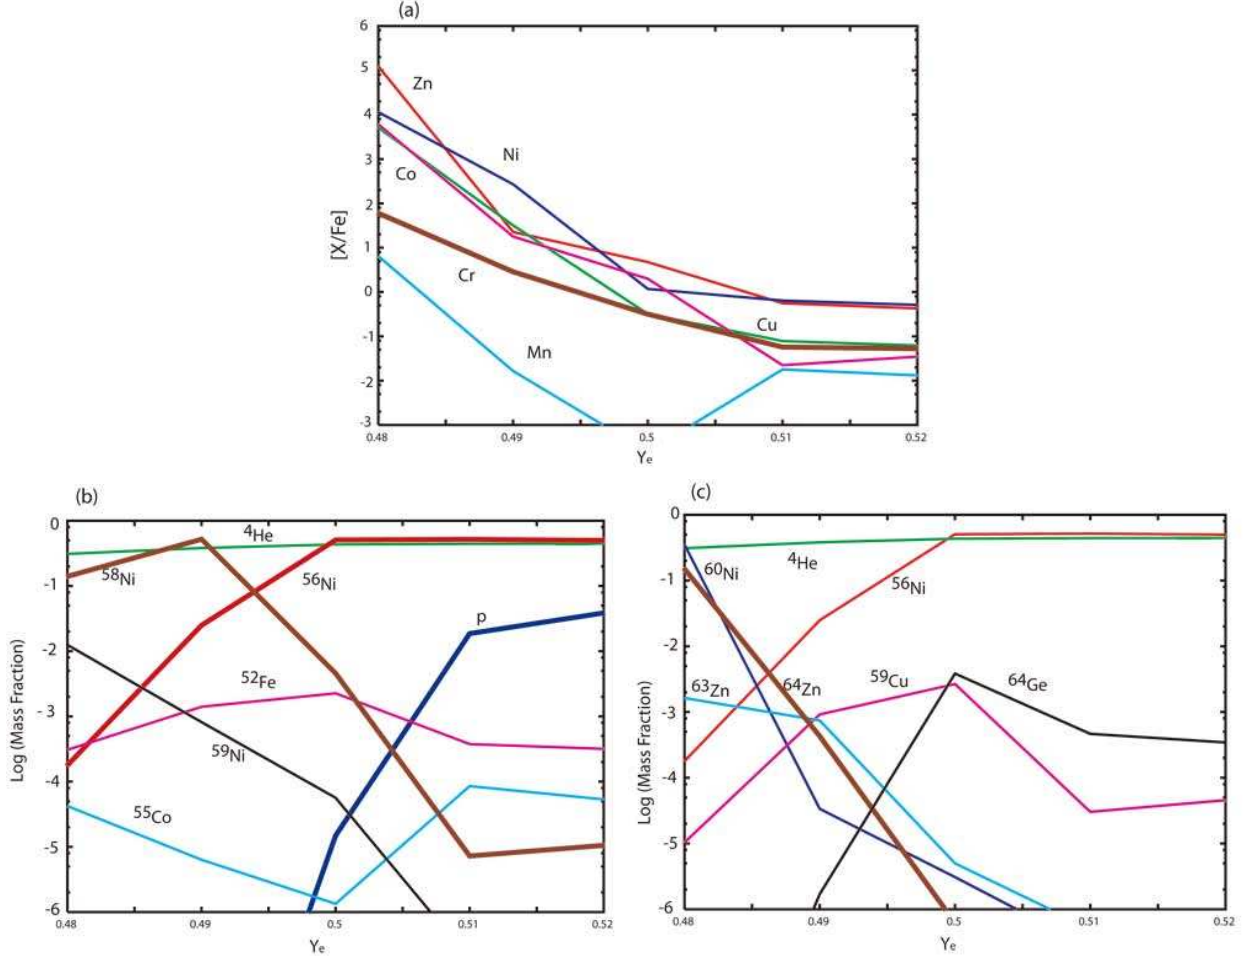 (a)
6
5
4
3
2
1
0
-1
-2
-3
[X/Fe]
Zn
Ni
Co
Cr
Cu
Mn
0.48 0.49 0.5 0.51 0.52
Ye
(b)
0
-1
-2
-3
-4
-5
-6
Log (Mass Fraction)
4He
58Ni
56Ni
p
52Fe
59Ni
55Co
0.48 0.49 0.5 0.51 0.52
Ye
(c)
0
-1
-2
-3
-4
-5
-6
Log (Mass Fraction)
4He
60Ni
56Ni
63Zn
64Zn
59Cu
64Ge
0.48 0.49 0.5 0.51 0.52
Ye